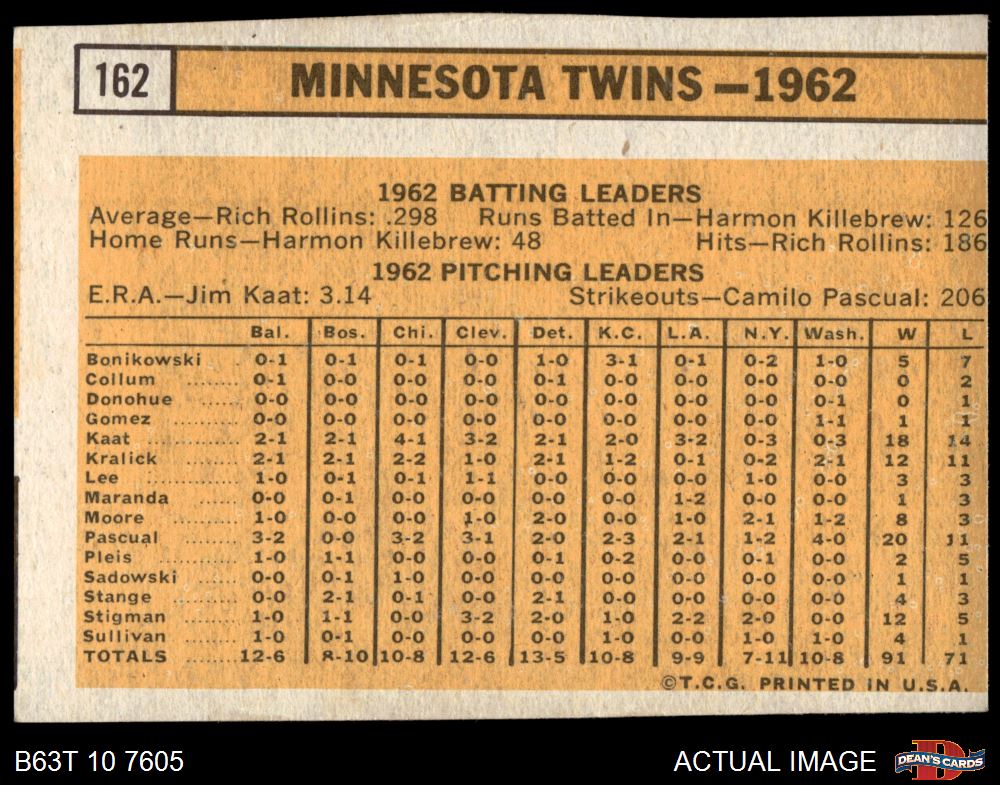 162 MINNESOTA TWINS—1962
1962 BATTING LEADERS
Average—Rich Rollins: .298 Runs Batted In—Harmon Killebrew: 126
Home Runs—Harmon Killebrew: 48 Hits—Rich Rollins: 186
1962 PITCHING LEADERS
E.R.A.—Jim Kaat: 3.14 Strikeouts—Camilo Pascual: 206
Bal. Bos. Chi. Clev. Det. K.C. L.A. N.Y. Wash. W L
Bonikowski . 0-1 0-1 0-1 0-0 1-0 3-1 0-1 0-2 1-0 5 7
Collum ........ 0-1 0-0 0-0 0-0 0-1 0-0 0-0 0-0 0-0 0 2
Donohue ...... 0-0 0-0 0-0 0-0 0-0 0-0 0-0 0-0 0-1 0 1
Gomez ........ 0-0 0-0 0-0 0-0 0-0 0-0 0-0 0-0 1-1 1 1
Kaat .......... 2-1 2-1 4-1 3-2 2-1 2-0 3-2 0-3 0-3 18 14
Kralick ........ 2-1 2-1 2-2 1-0 2-1 1-2 0-1 0-2 2-1 12 11
Lee .......... 1-0 0-1 0-1 1-1 0-0 0-0 0-0 1-0 0-0 3 3
Maranda ...... 0-0 0-1 0-0 0-0 0-0 0-0 1-2 0-0 0-0 1 3
Moore .......... 1-0 0-0 0-0 1-0 2-0 0-0 1-0 2-1 1-2 8 3
Pascual ........ 3-2 0-0 3-2 3-1 2-0 2-3 2-1 1-2 4-0 20 11
Pleis .......... 1-0 1-1 0-0 0-0 0-1 0-2 0-0 0-1 0-0 2 5
Sadowski ...... 0-0 0-1 1-0 0-0 0-0 0-0 0-0 0-0 0-0 1 1
Stange .......... 0-0 2-1 0-1 0-0 2-1 0-0 0-0 0-0 0-0 4 3
Stigman ........ 1-0 1-1 0-0 3-2 2-0 1-0 2-2 2-0 0-0 12 5
Sullivan ........ 1-0 0-1 0-0 0-0 0-0 1-0 0-0 1-0 1-0 4 1
TOTALS ....... 12-6 8-10 10-8 12-6 13-5 10-8 9-9 7-11 10-8 91 71
©T.C.G. PRINTED IN U.S.A.
B63T 10 7605 ACTUAL IMAGE DEAN'S CARDS